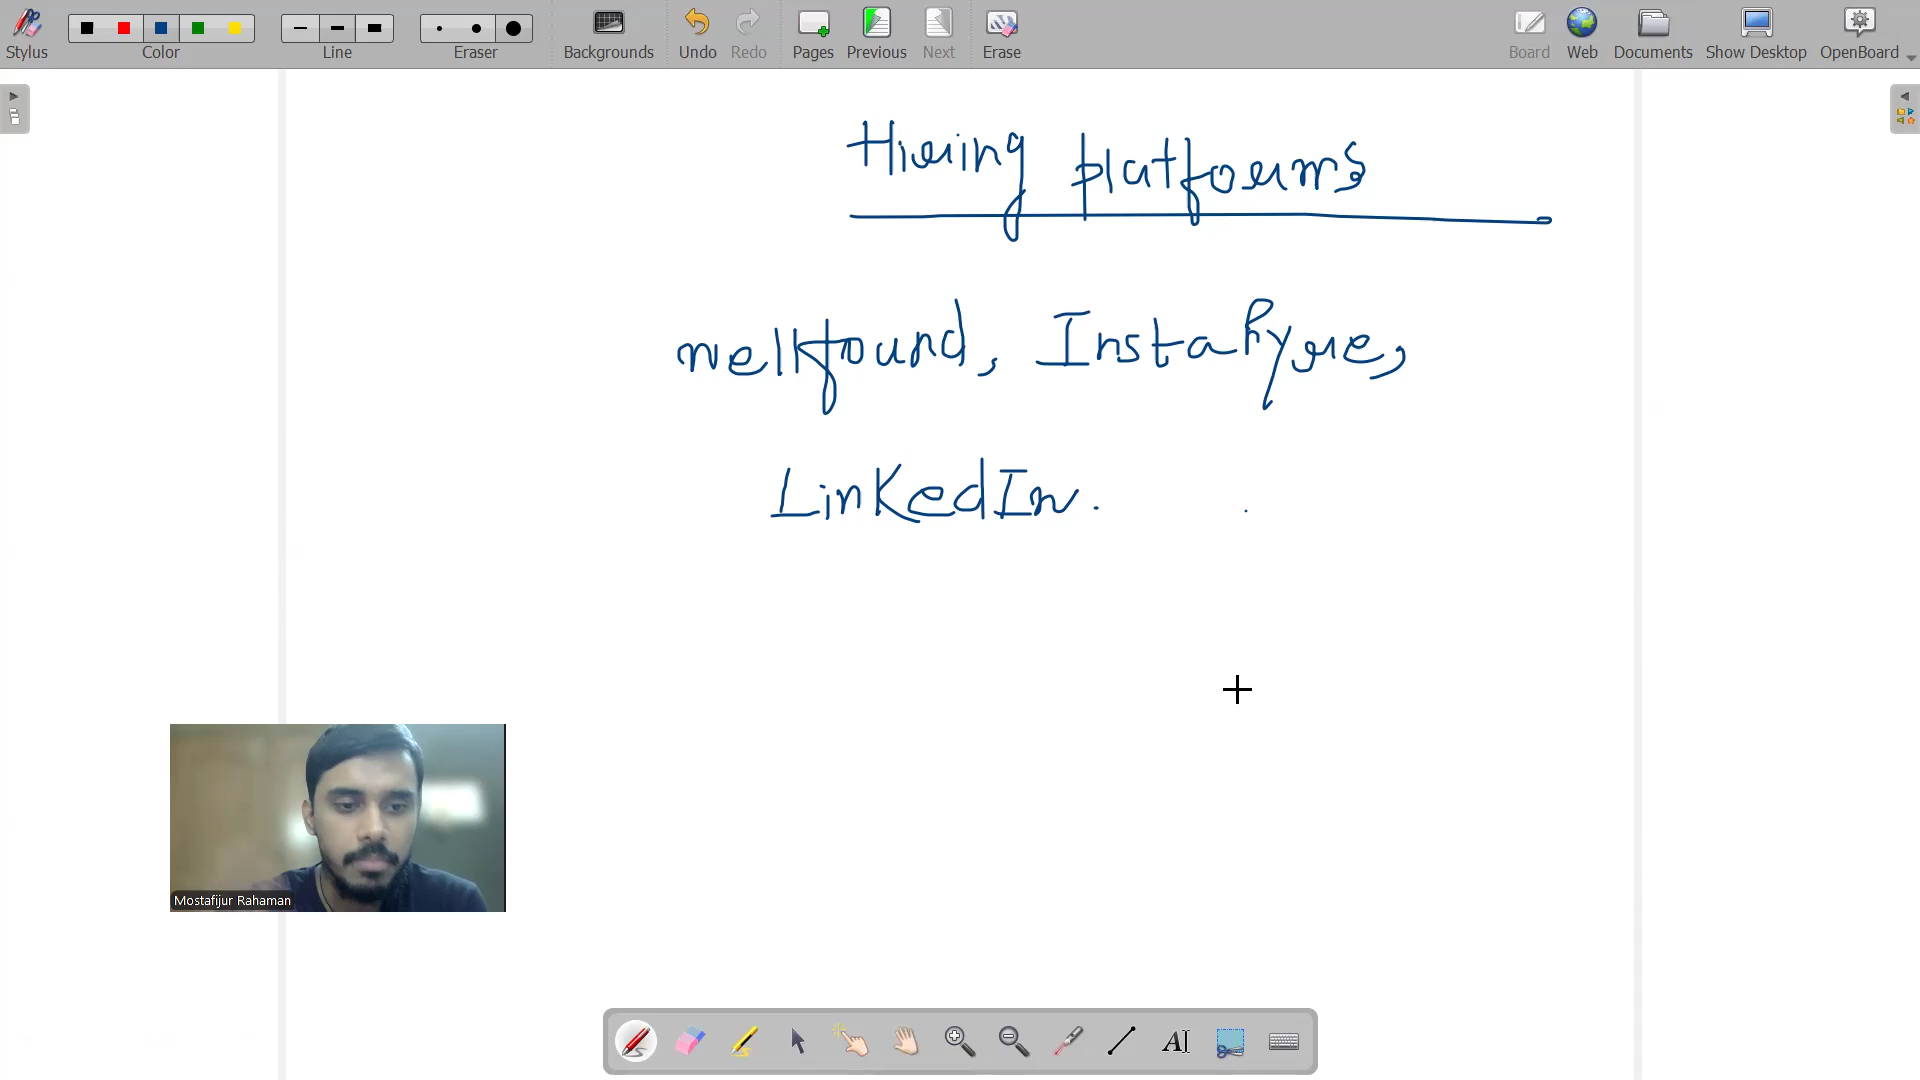 Stylus Color Line Eraser Backgrounds Undo Redo Pages Previous Next Erase Board Web Documents Show Desktop OpenBoard
Hiring platforms
wellfound, Instahyre,
LinkedIn.
Mostafijur Rahaman